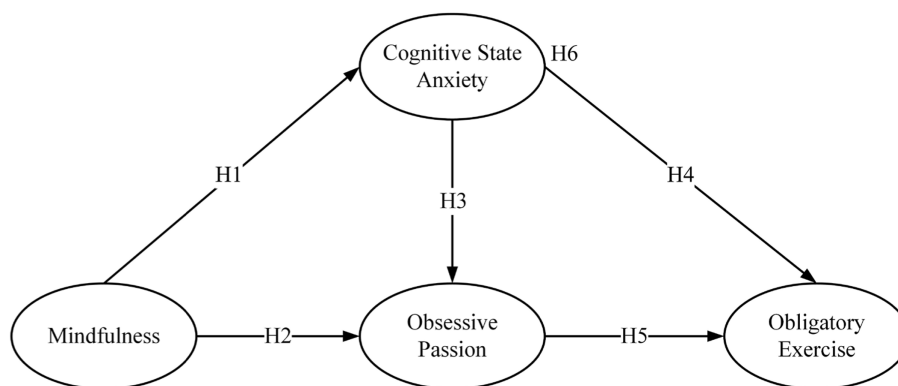 Cognitive State
Anxiety
H6
H1
H4
H3
Mindfulness
H2
Obsessive
Passion
H5
Obligatory
Exercise